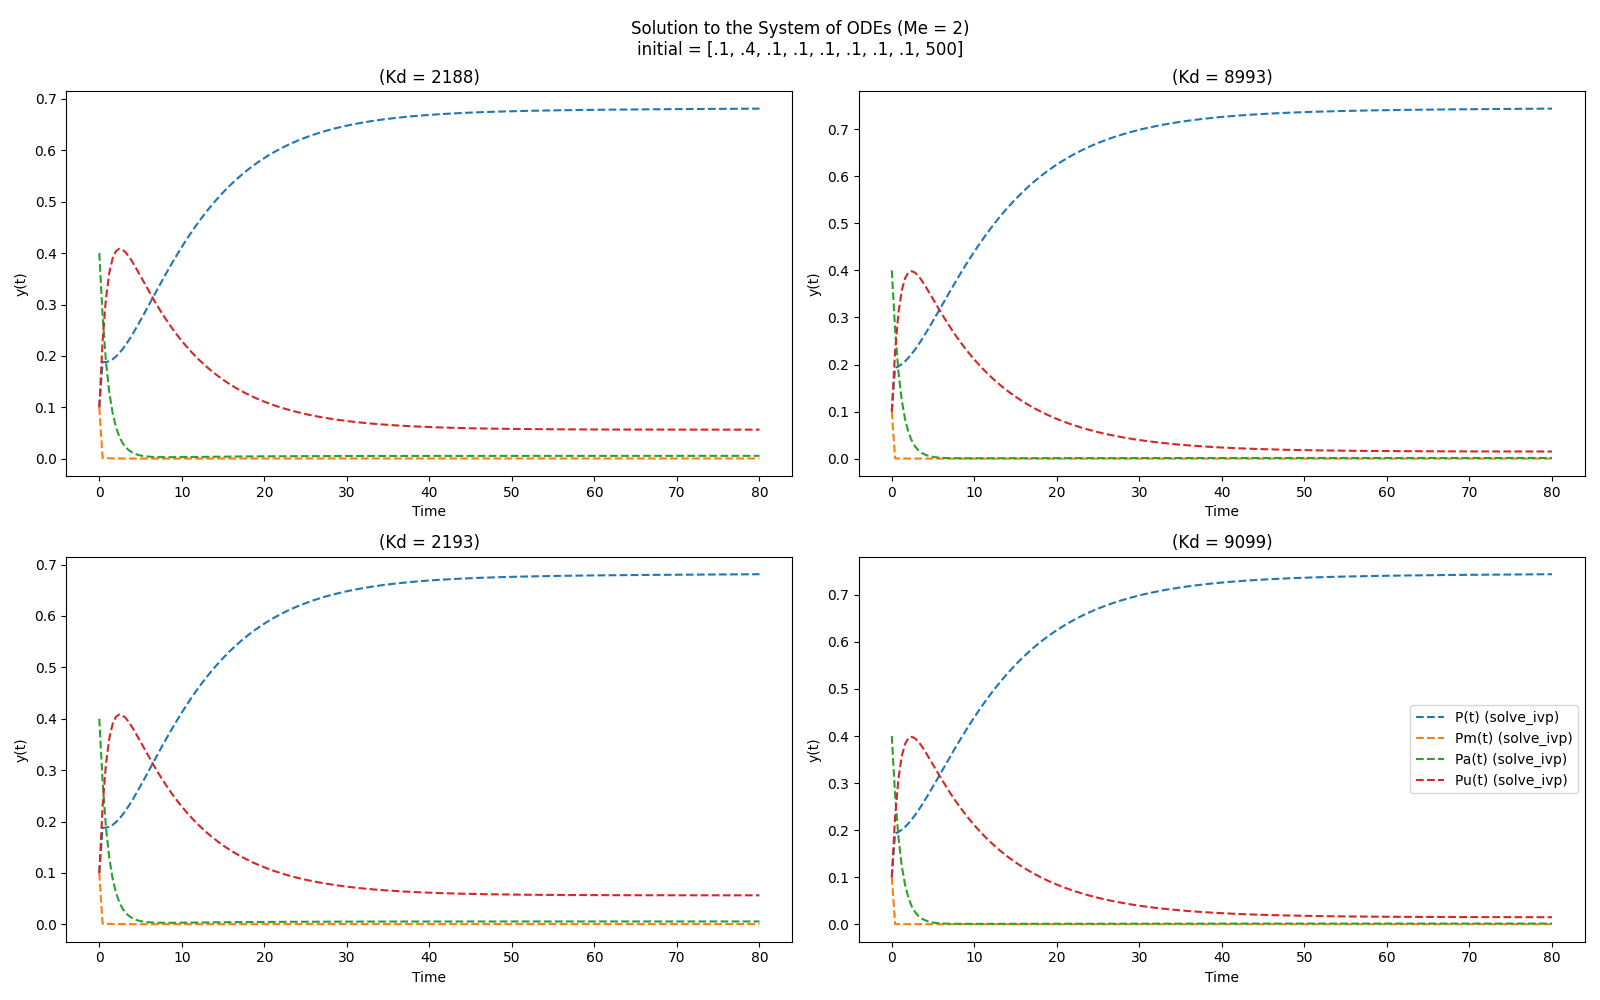 Solution to the System of ODEs (Me = 2)
initial = [.1, .4, .1, .1, .1, .1, .1, .1, 500]
(Kd = 2188)
0.7
0.6
0.5
0.4
0.3
0.2
0.1
0.0
y(t)
0 10 20 30 40 50 60 70 80
Time
(Kd = 8993)
0.7
0.6
0.5
0.4
0.3
0.2
0.1
0.0
y(t)
0 10 20 30 40 50 60 70 80
Time
(Kd = 2193)
0.7
0.6
0.5
0.4
0.3
0.2
0.1
0.0
y(t)
0 10 20 30 40 50 60 70 80
Time
(Kd = 9099)
0.7
0.6
0.5
0.4
0.3
0.2
0.1
0.0
y(t)
P(t) (solve_ivp)
Pm(t) (solve_ivp)
Pa(t) (solve_ivp)
Pu(t) (solve_ivp)
0 10 20 30 40 50 60 70 80
Time